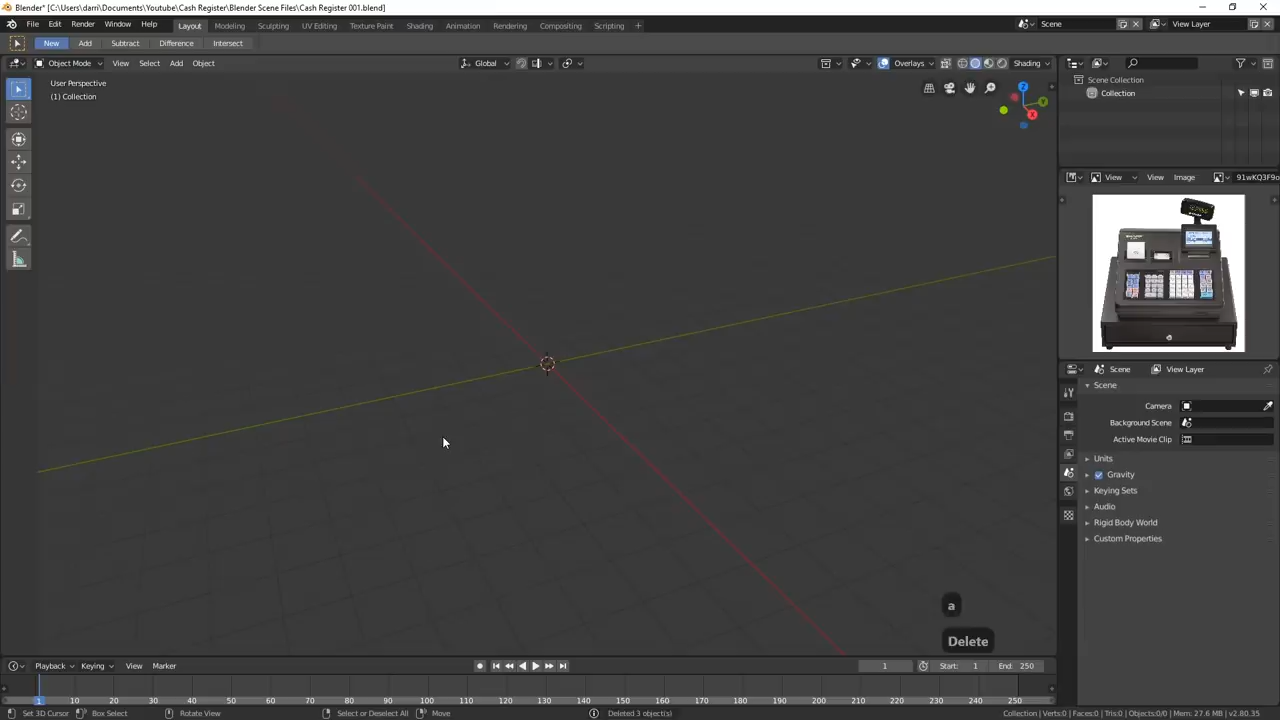 Blender* [C:\Users\darri\Documents\Youtube\Cash Register\Blender Scene Files\Cash Register 001.blend]
File Edit Render Window Help Layout Modeling Sculpting UV Editing Texture Paint Shading Animation Rendering Compositing Scripting + Scene View Layer
New Add Subtract Difference Intersect
Object Mode View Select Add Object Global Overlays Shading
User Perspective
(1) Collection
Z
Y
X
Scene Collection
Collection
View View Image 91wKQ3F9o
Scene View Layer
Scene
Camera
Background Scene
Active Movie Clip
Units
Gravity
Keying Sets
Audio
Rigid Body World
Custom Properties
a
Delete
Playback Keying View Marker 1 Start: 1 End: 250
1 10 20 30 40 50 60 70 80 90 100 110 120 130 140 150 160 170 180 190 200 210 220 230 240 250
Set 3D Cursor Box Select Rotate View Select or Deselect All Move Deleted 3 object(s) Collection | Verts:0 | Faces:0 | Tris:0 | Objects:0/0 | Mem: 27.6 MB | v2.80.35